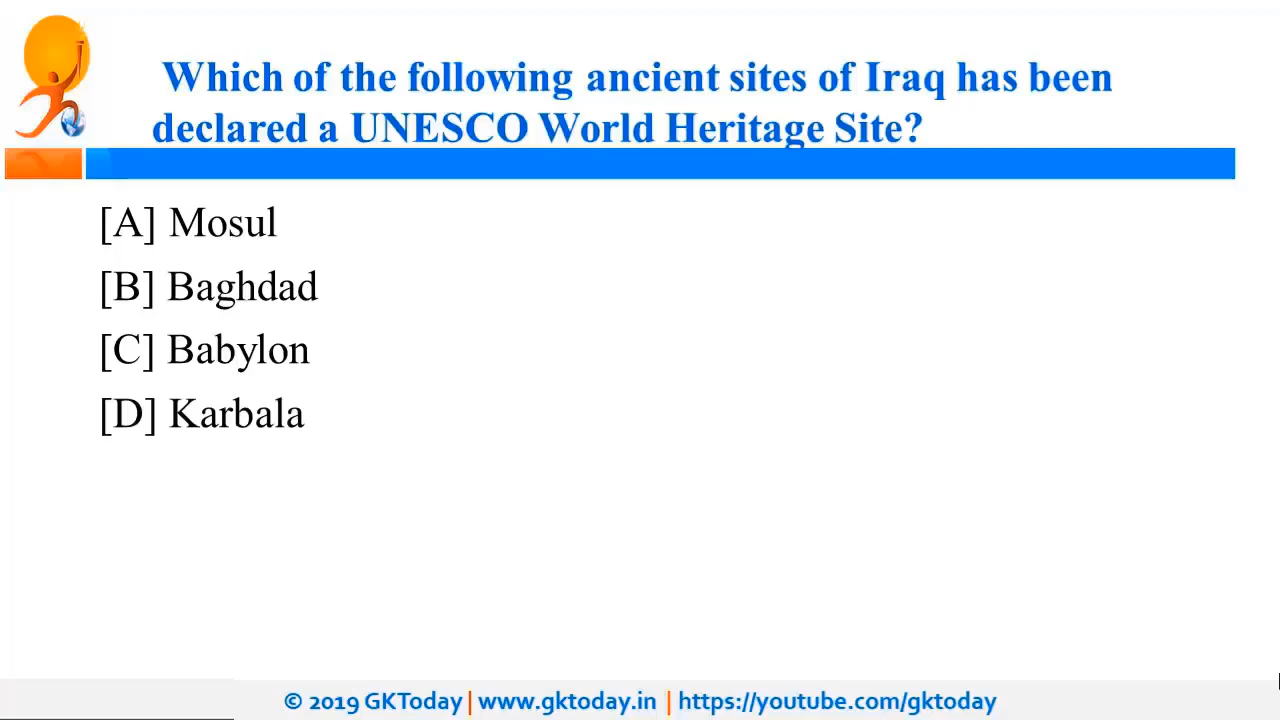 Which of the following ancient sites of Iraq has been
declared a UNESCO World Heritage Site?
[A] Mosul
[B] Baghdad
[C] Babylon
[D] Karbala
© 2019 GKToday | www.gktoday.in | https://youtube.com/gktoday